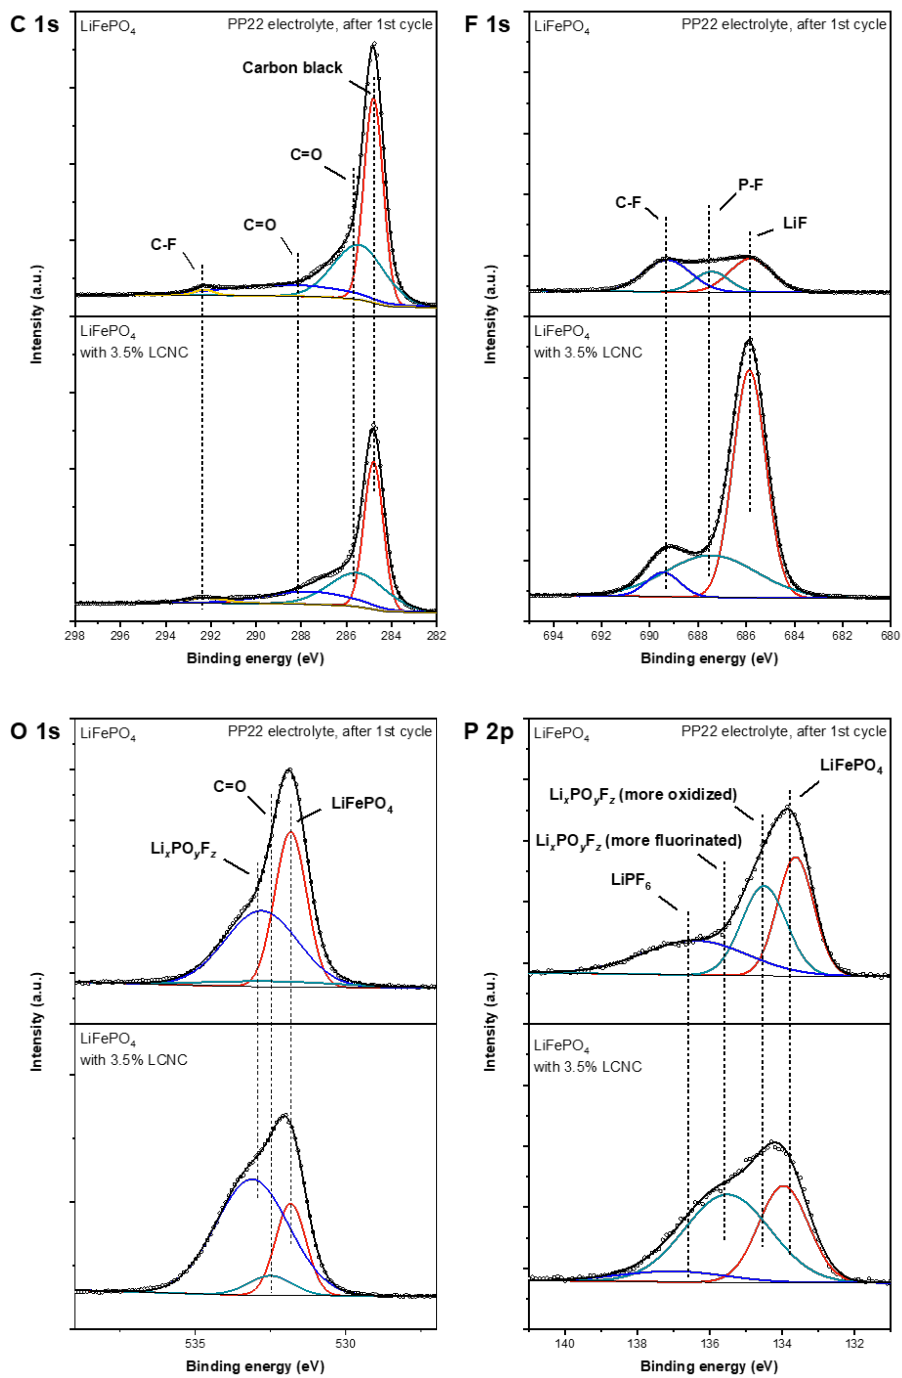 C 1s
LiFePO4
PP22 electrolyte, after 1st cycle
Carbon black
C=O
C=O
C-F
Intensity (a.u.)
LiFePO4
with 3.5% LCNC
298 296 294 292 290 288 286 284 282
Binding energy (eV)
F 1s
LiFePO4
PP22 electrolyte, after 1st cycle
P-F
C-F
LiF
Intensity (a.u.)
LiFePO4
with 3.5% LCNC
694 692 690 688 686 684 682 680
Binding energy (eV)
O 1s
LiFePO4
PP22 electrolyte, after 1st cycle
C=O
LiFePO4
LixPOyFz
Intensity (a.u.)
LiFePO4
with 3.5% LCNC
535 530
Binding energy (eV)
P 2p
LiFePO4
PP22 electrolyte, after 1st cycle
LiFePO4
LixPOyFz (more oxidized)
LixPOyFz (more fluorinated)
LiPF6
Intensity (a.u.)
LiFePO4
with 3.5% LCNC
140 138 136 134 132
Binding energy (eV)